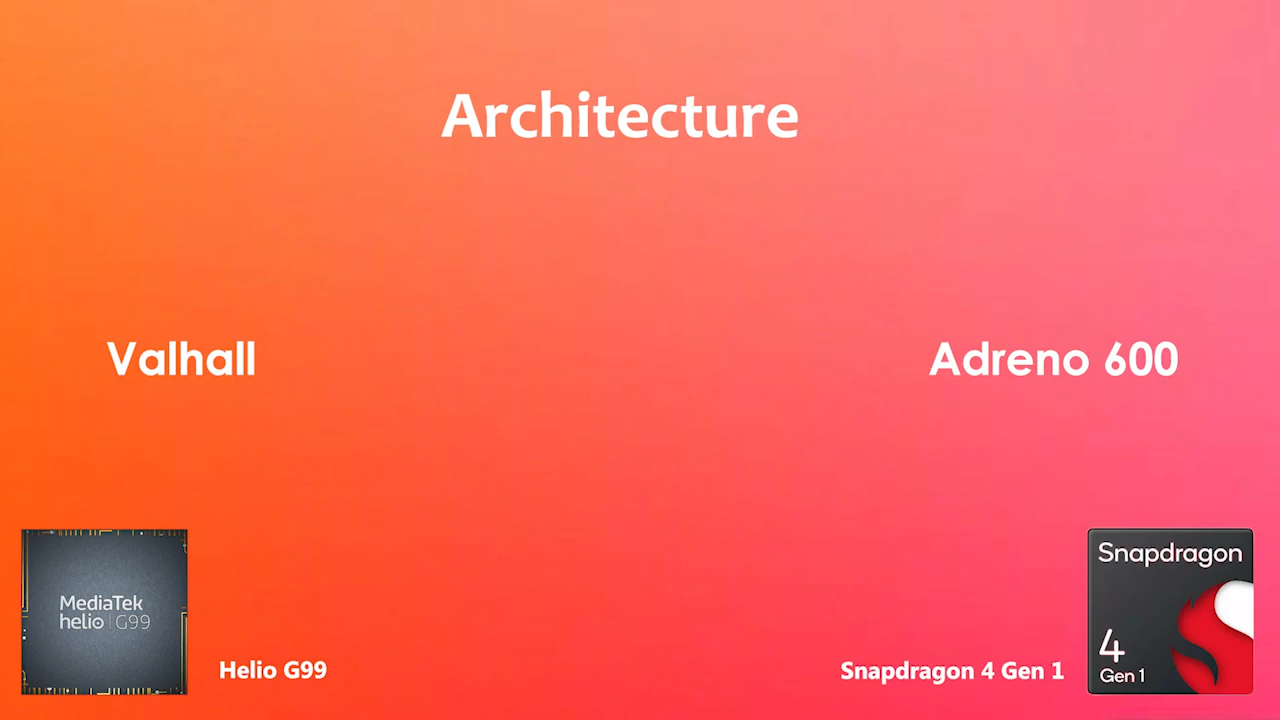 Architecture
Valhall
Adreno 600
MediaTek
helio | G99
Helio G99
Snapdragon 4 Gen 1
Snapdragon
4
Gen 1